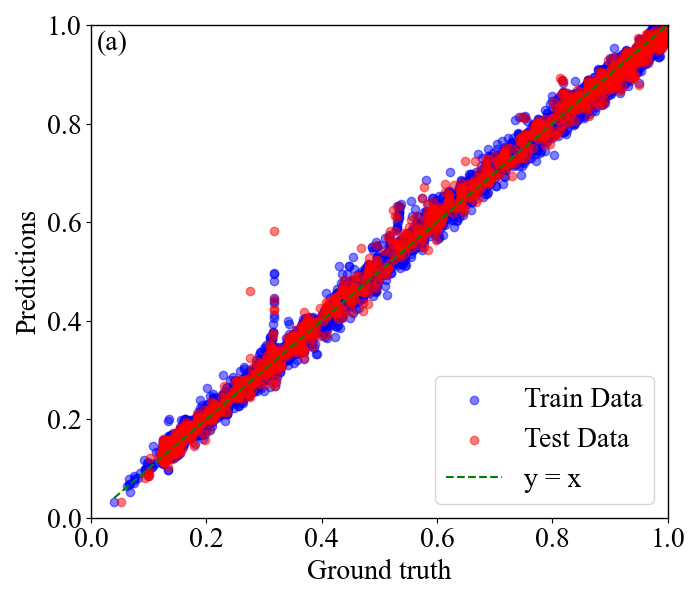 (a)
1.0
0.8
0.6
0.4
0.2
0.0
Predictions
Train Data
Test Data
y = x
0.0 0.2 0.4 0.6 0.8 1.0
Ground truth